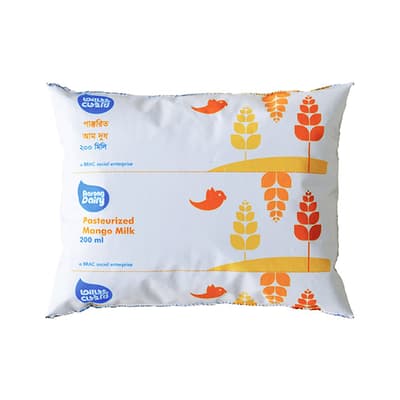 পাস্তুরিত
আম দুধ
২০০ মিলি
a BRAC social enterprise
Aarong
Dairy
Pasteurized
Mango Milk
200 ml
a BRAC social enterprise